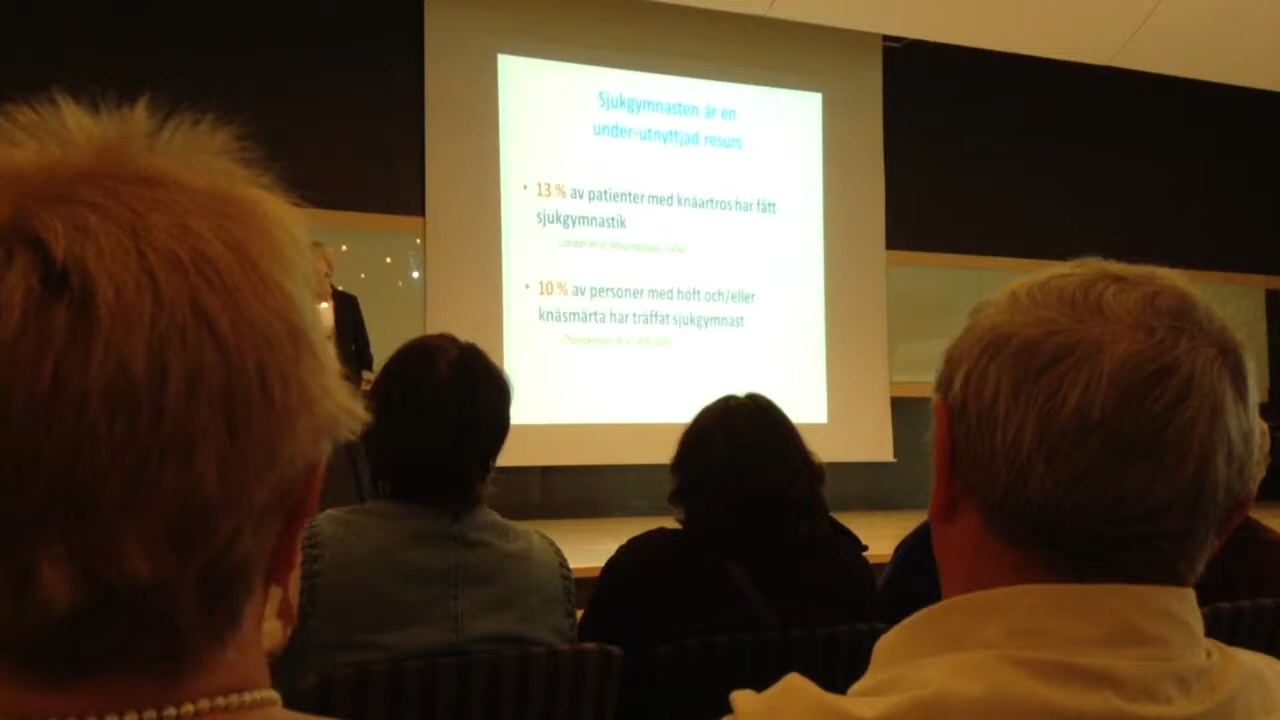 Sjukgymnasten är en
under-utnyttjad resurs
• 13 % av patienter med knäartros har fått
sjukgymnastik
• 10 % av personer med höft och/eller
knäsmärta har träffat sjukgymnast